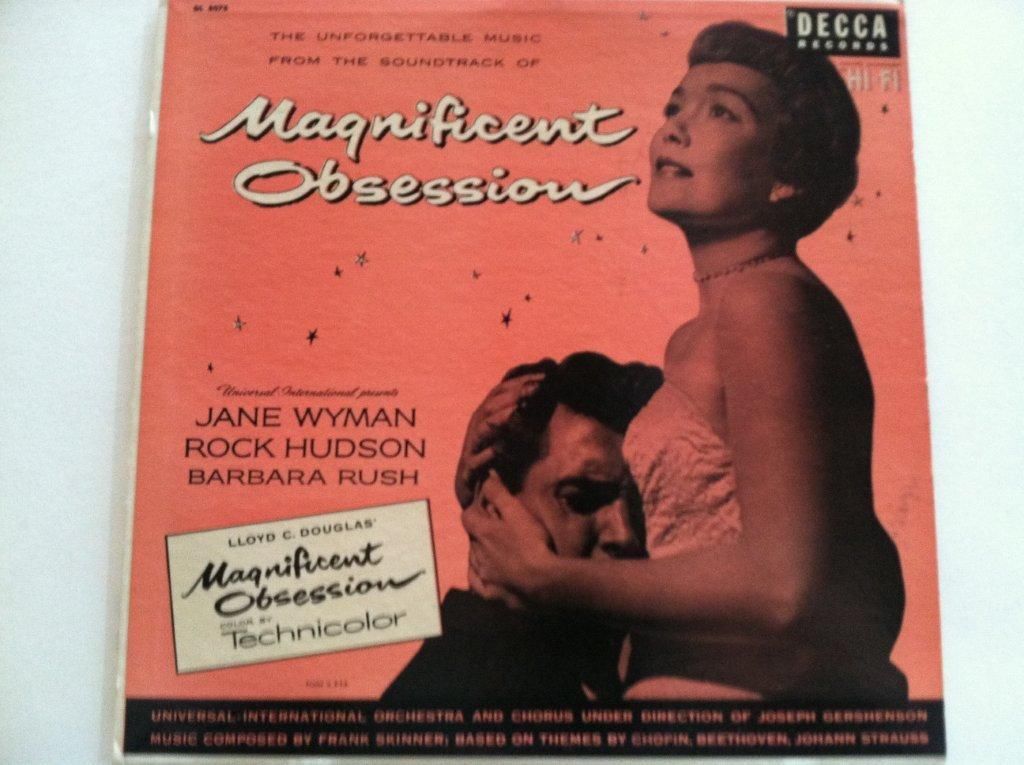 DL 8078
DECCA
RECORDS
HI-FI
THE UNFORGETTABLE MUSIC
FROM THE SOUNDTRACK OF
Magnificent
Obsession
Universal-International presents
JANE WYMAN
ROCK HUDSON
BARBARA RUSH
LLOYD C. DOUGLAS'
Magnificent
Obsession
COLOR BY
Technicolor
UNIVERSAL-INTERNATIONAL ORCHESTRA AND CHORUS UNDER DIRECTION OF JOSEPH GERSHENSON
MUSIC COMPOSED BY FRANK SKINNER; BASED ON THEMES BY CHOPIN, BEETHOVEN, JOHANN STRAUSS